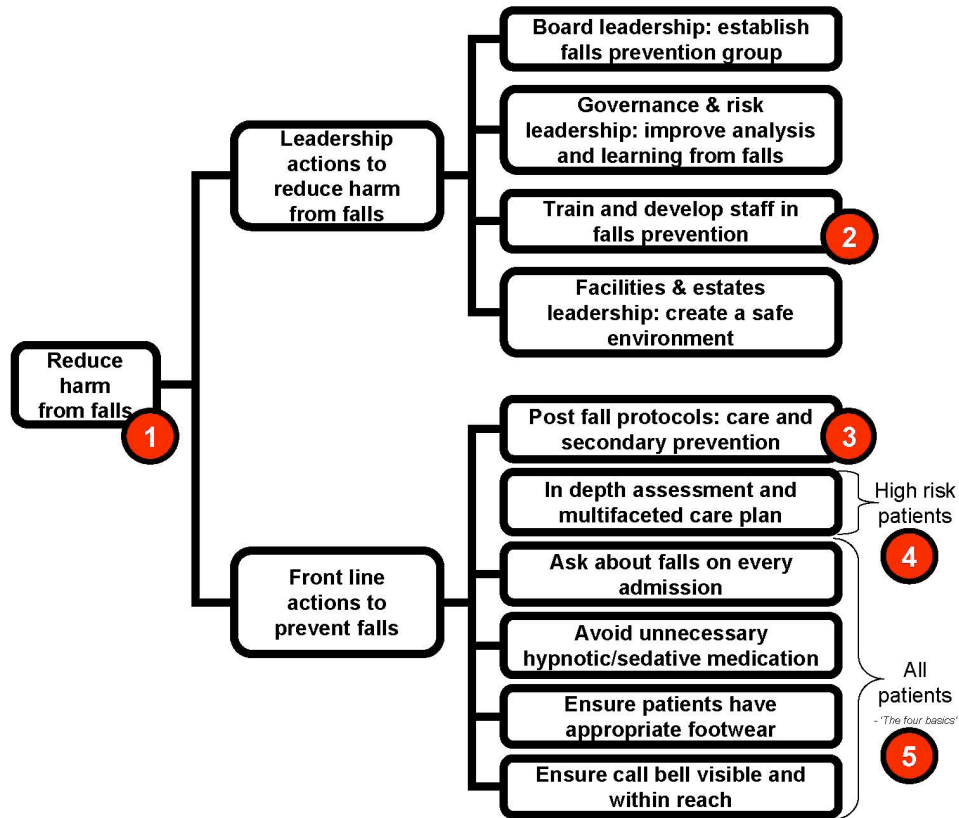 Board leadership: establish
falls prevention group
Governance & risk
leadership: improve analysis
and learning from falls
Leadership
actions to
reduce harm
from falls
Train and develop staff in
falls prevention
2
Facilities & estates
leadership: create a safe
environment
Reduce
harm
from falls
1
Post fall protocols: care and
secondary prevention
3
In depth assessment and
multifaceted care plan
High risk
patients
4
Front line
actions to
prevent falls
Ask about falls on every
admission
Avoid unnecessary
hypnotic/sedative medication
Ensure patients have
appropriate footwear
Ensure call bell visible and
within reach
All
patients
- 'The four basics'
5